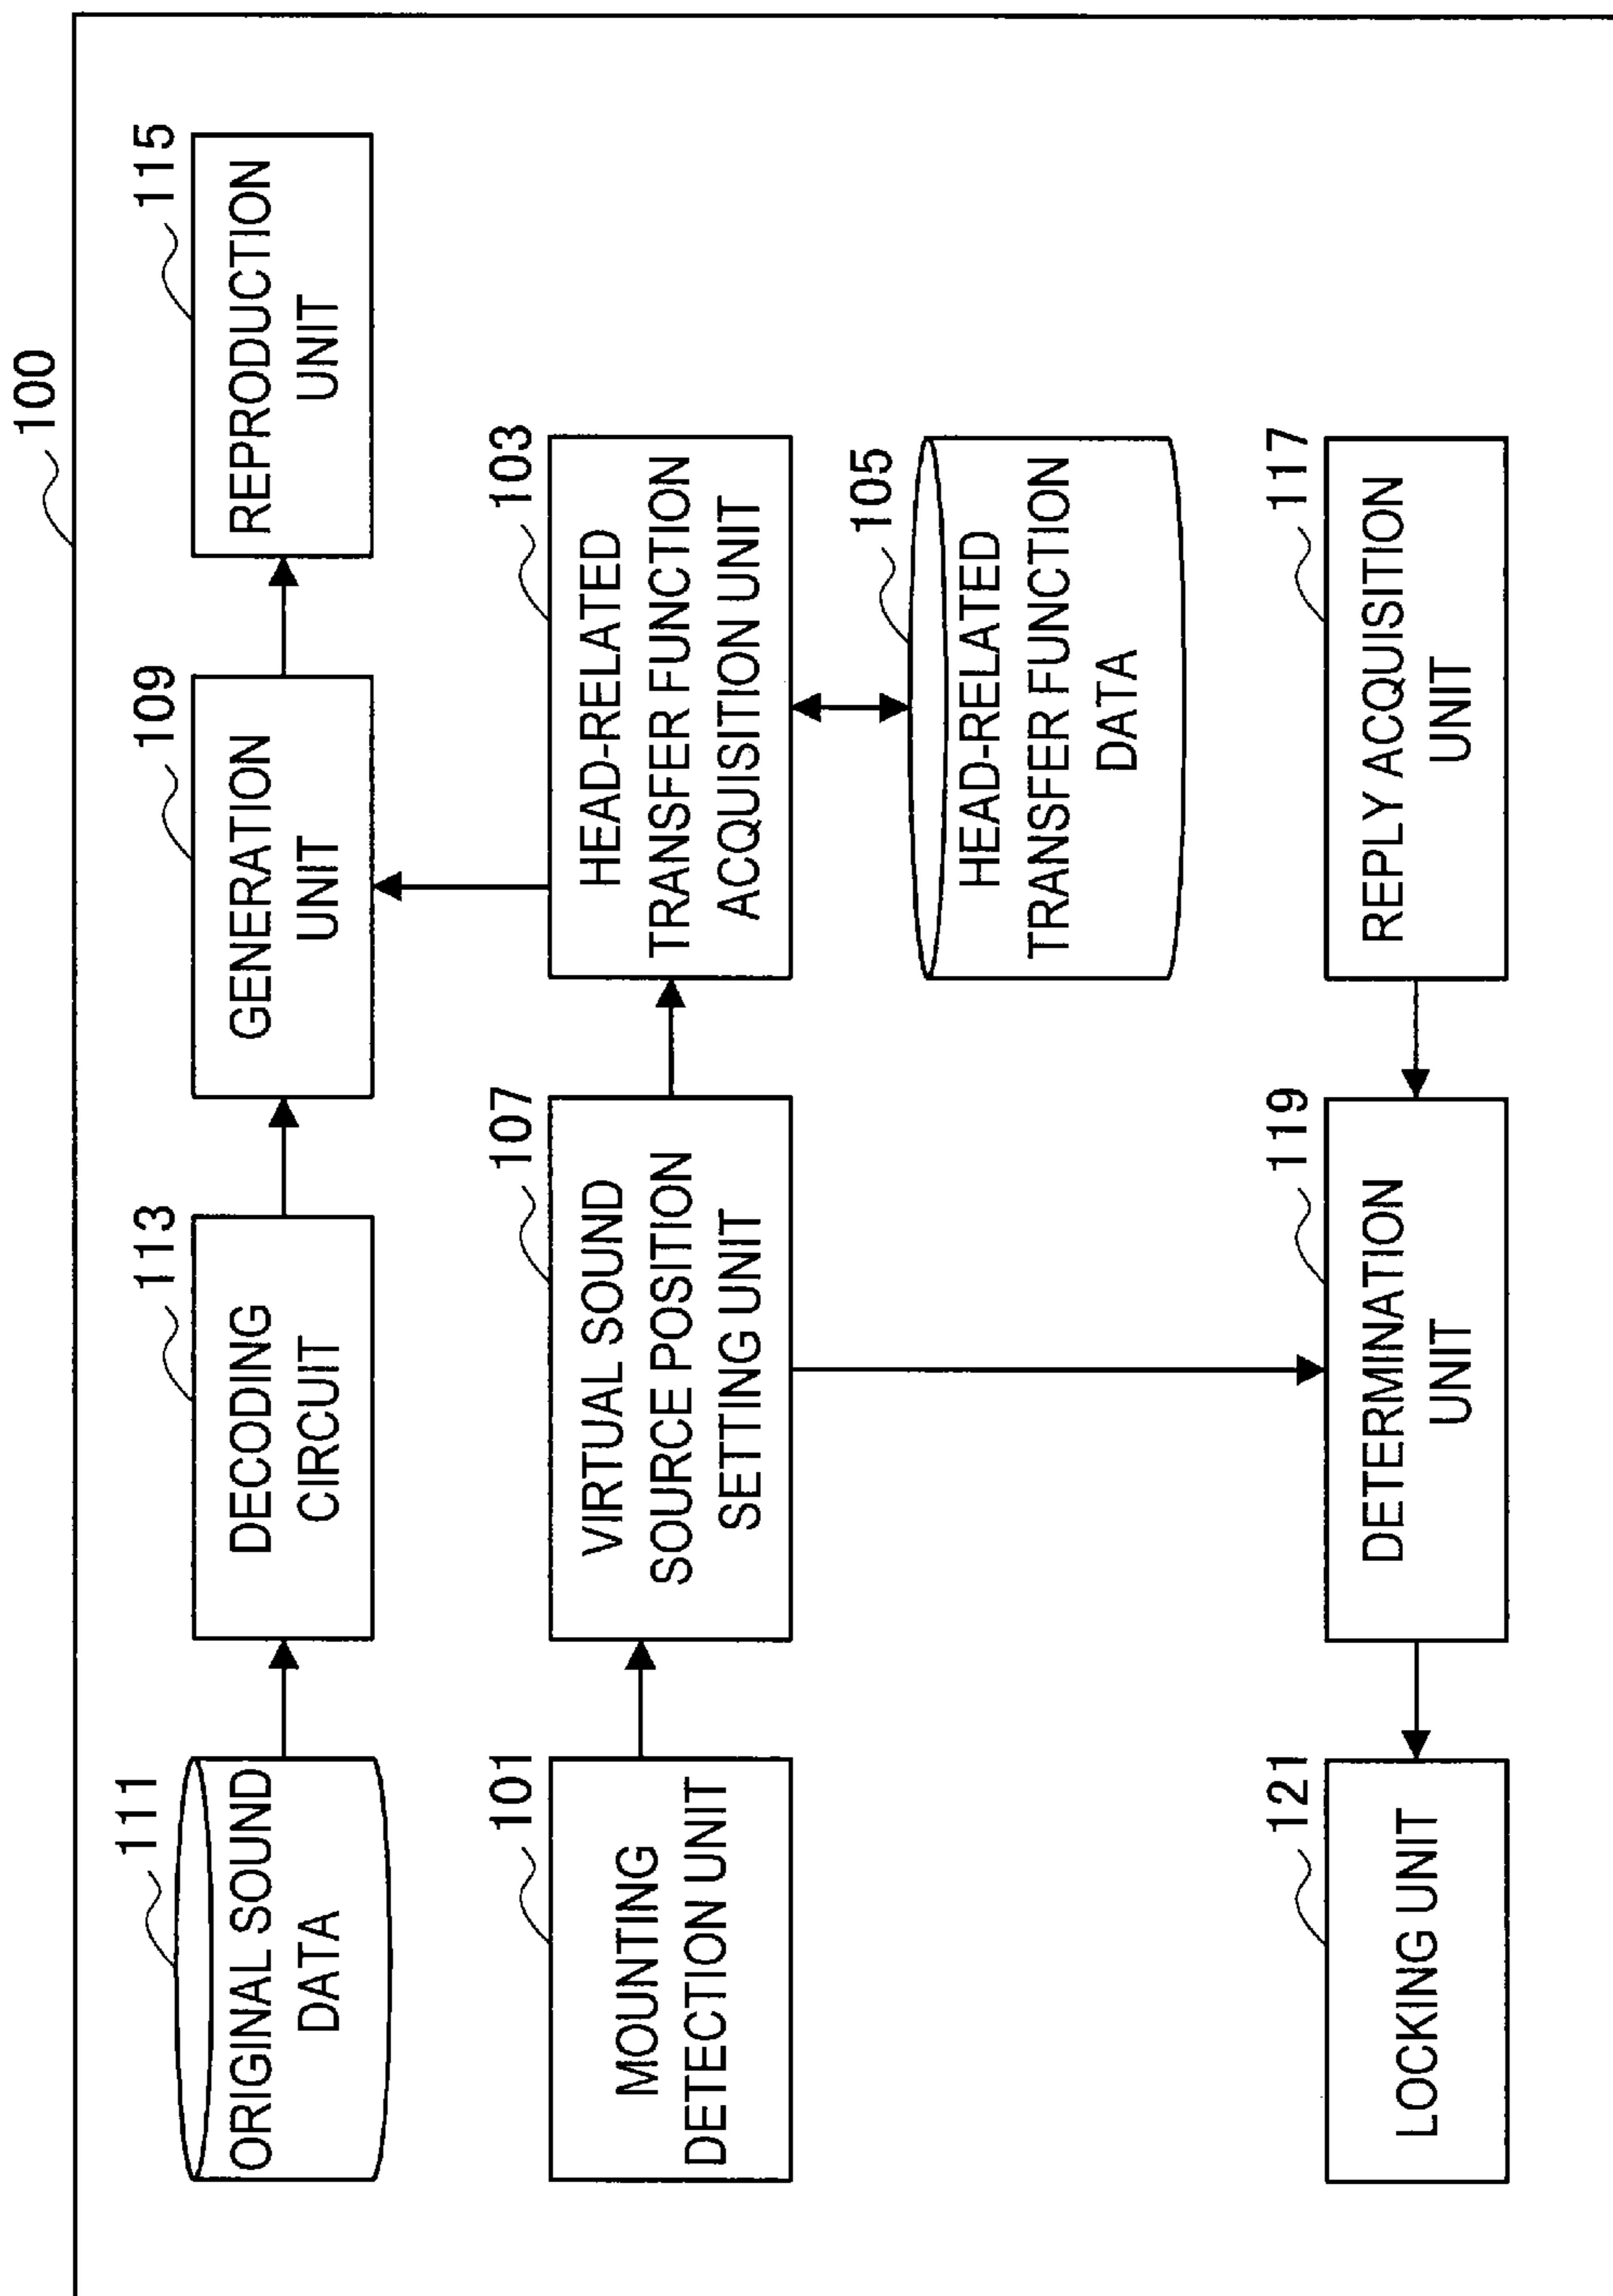 100
111
ORIGINAL SOUND
DATA
113
DECODING
CIRCUIT
109
GENERATION
UNIT
115
REPRODUCTION
UNIT
101
MOUNTING
DETECTION UNIT
107
VIRTUAL SOUND
SOURCE POSITION
SETTING UNIT
103
HEAD-RELATED
TRANSFER FUNCTION
ACQUISITION UNIT
105
HEAD-RELATED
TRANSFER FUNCTION
DATA
121
LOCKING UNIT
119
DETERMINATION
UNIT
117
REPLY ACQUISITION
UNIT